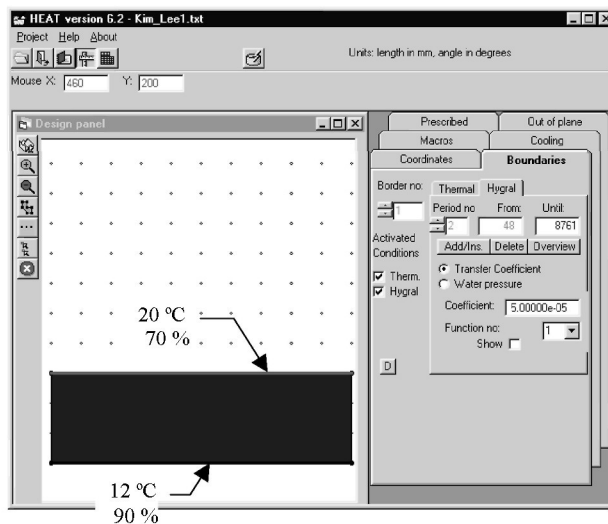 HEAT version 6.2 - Kim_Lee1.txt
Project Help About
Units: length in mm, angle in degrees
Mouse X: 460 Y: 200
Design panel
20 ºC
70 %
12 ºC
90 %
Prescribed Out of plane
Macros Cooling
Coordinates Boundaries
Border no: 1
Thermal Hygral
Period no From: Until:
2 48 8761
Add/Ins. Delete Overview
Activated
Conditions
Therm.
Hygral
Transfer Coefficient
Water pressure
Coefficient: 5.00000e-05
Function no: 1
Show
D